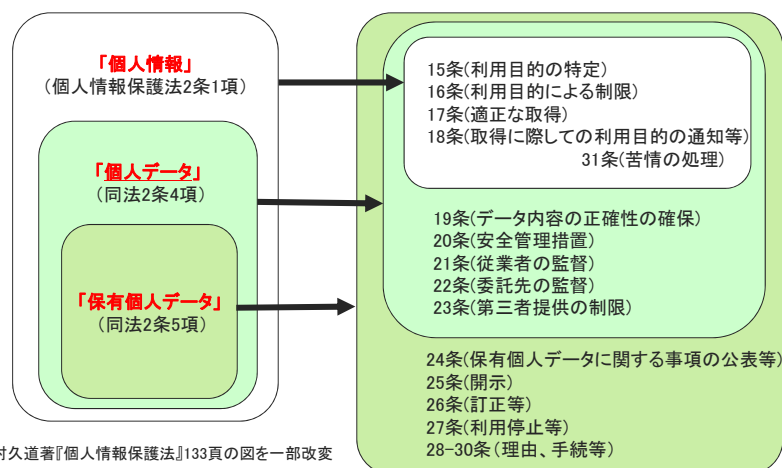 「個人情報」
(個人情報保護法2条1項)
「個人データ」
(同法2条4項)
「保有個人データ」
(同法2条5項)
15条(利用目的の特定)
16条(利用目的による制限)
17条(適正な取得)
18条(取得に際しての利用目的の通知等)
31条(苦情の処理)
19条(データ内容の正確性の確保)
20条(安全管理措置)
21条(従業者の監督)
22条(委託先の監督)
23条(第三者提供の制限)
24条(保有個人データに関する事項の公表等)
25条(開示)
26条(訂正等)
27条(利用停止等)
28-30条(理由、手続等)
久道著『個人情報保護法』133頁の図を一部改変